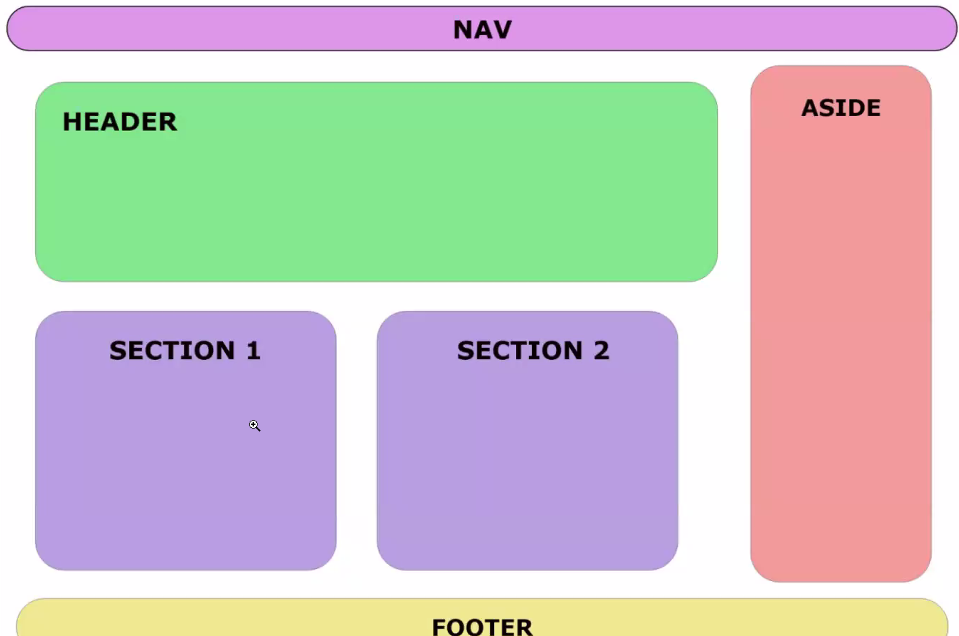 NAV
HEADER
ASIDE
SECTION 1
SECTION 2
FOOTER